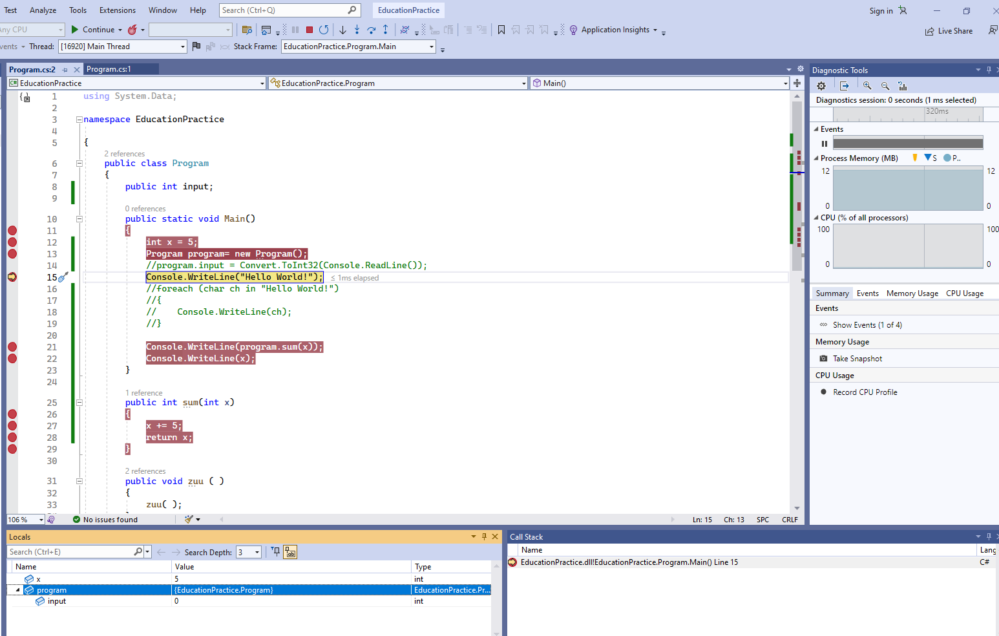 Test Analyze Tools Extensions Window Help Search (Ctrl+Q) EducationPractice Sign in
Any CPU Continue Application Insights Live Share
Thread: [16920] Main Thread Stack Frame: EducationPractice.Program.Main
Program.cs:2 Program.cs:1
EducationPractice EducationPractice.Program Main()
1 using System.Data;
2
3 namespace EducationPractice
4
5 {
2 references
6 public class Program
7 {
8 public int input;
9
0 references
10 public static void Main()
11 {
12 int x = 5;
13 Program program= new Program();
14 //program.input = Convert.ToInt32(Console.ReadLine());
15 Console.WriteLine("Hello World!"); ≤ 1ms elapsed
16 //foreach (char ch in "Hello World!")
17 //{
18 //    Console.WriteLine(ch);
19 //}
20
21 Console.WriteLine(program.sum(x));
22 Console.WriteLine(x);
23 }
24
1 reference
25 public int sum(int x)
26 {
27 x += 5;
28 return x;
29 }
30
2 references
31 public void zuu ( )
32 {
33 zuu( );
106 % No issues found Ln: 15 Ch: 13 SPC CRLF
Diagnostic Tools
Diagnostics session: 0 seconds (1 ms selected)
320ms
Events
Process Memory (MB) S P..
12 12
0 0
CPU (% of all processors)
100 100
0 0
Summary Events Memory Usage CPU Usage
Events
Show Events (1 of 4)
Memory Usage
Take Snapshot
CPU Usage
Record CPU Profile
Locals
Search (Ctrl+E) Search Depth: 3
Name Value Type
x 5 int
program {EducationPractice.Program} EducationPractice.Pr...
input 0 int
Call Stack
Name Lang
EducationPractice.dll!EducationPractice.Program.Main() Line 15 C#